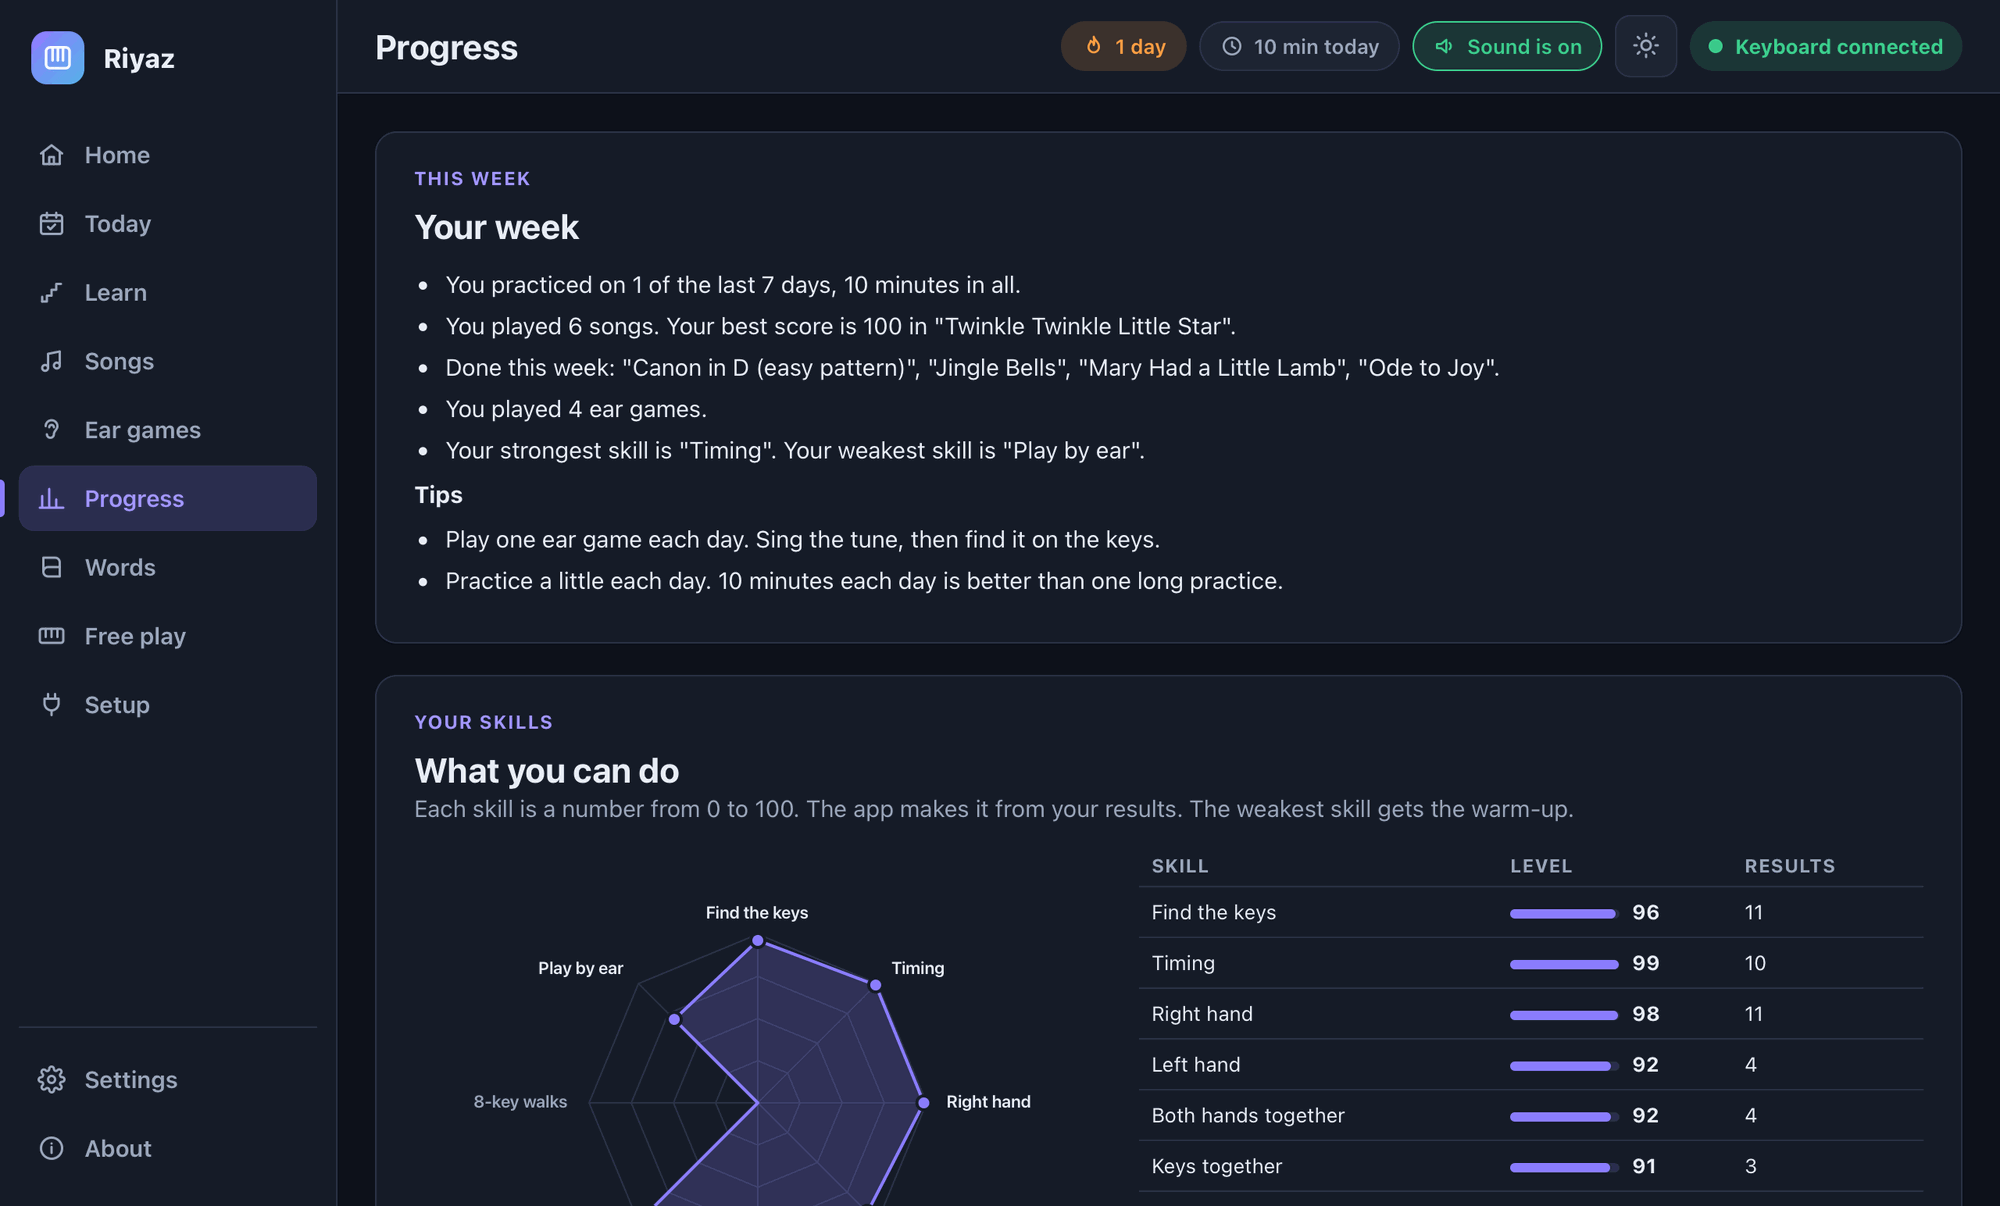 Riyaz
Home
Today
Learn
Songs
Ear games
Progress
Words
Free play
Setup
Settings
About
Progress
1 day
10 min today
Sound is on
Keyboard connected
THIS WEEK
Your week
• You practiced on 1 of the last 7 days, 10 minutes in all.
• You played 6 songs. Your best score is 100 in "Twinkle Twinkle Little Star".
• Done this week: "Canon in D (easy pattern)", "Jingle Bells", "Mary Had a Little Lamb", "Ode to Joy".
• You played 4 ear games.
• Your strongest skill is "Timing". Your weakest skill is "Play by ear".
Tips
• Play one ear game each day. Sing the tune, then find it on the keys.
• Practice a little each day. 10 minutes each day is better than one long practice.
YOUR SKILLS
What you can do
Each skill is a number from 0 to 100. The app makes it from your results. The weakest skill gets the warm-up.
Find the keys
Play by ear
Timing
8-key walks
Right hand
SKILL LEVEL RESULTS
Find the keys 96 11
Timing 99 10
Right hand 98 11
Left hand 92 4
Both hands together 92 4
Keys together 91 3